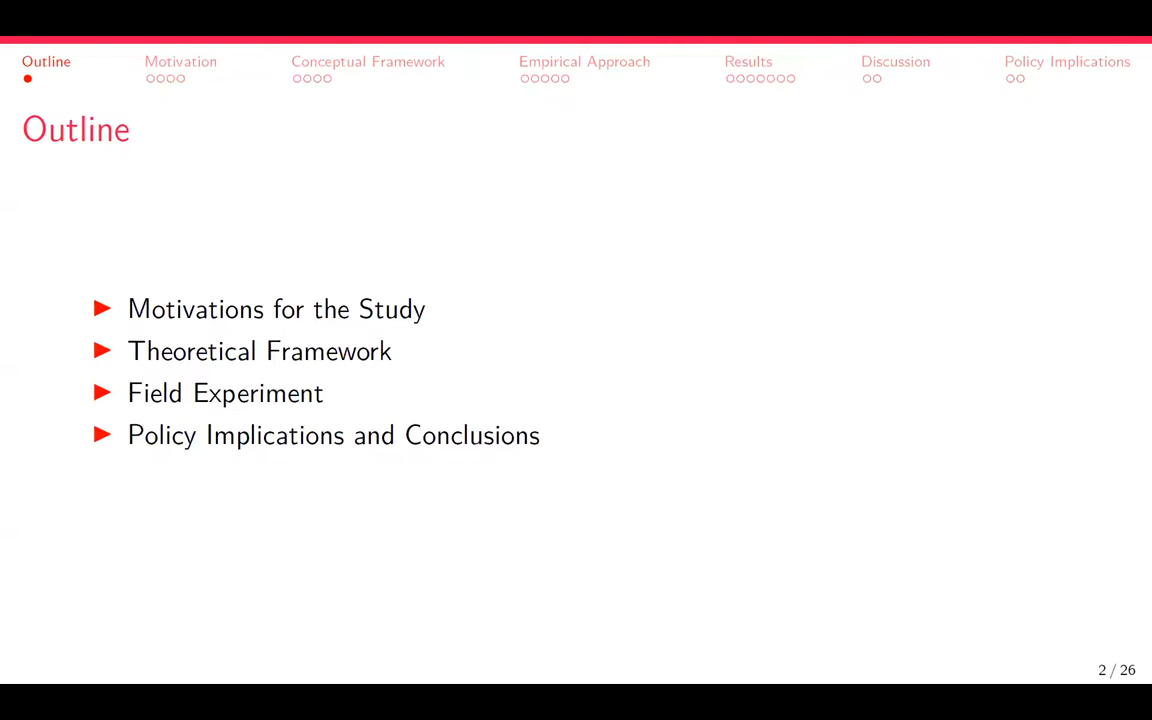 Outline Motivation Conceptual Framework Empirical Approach Results Discussion Policy Implications
Outline
Motivations for the Study
Theoretical Framework
Field Experiment
Policy Implications and Conclusions
2 / 26